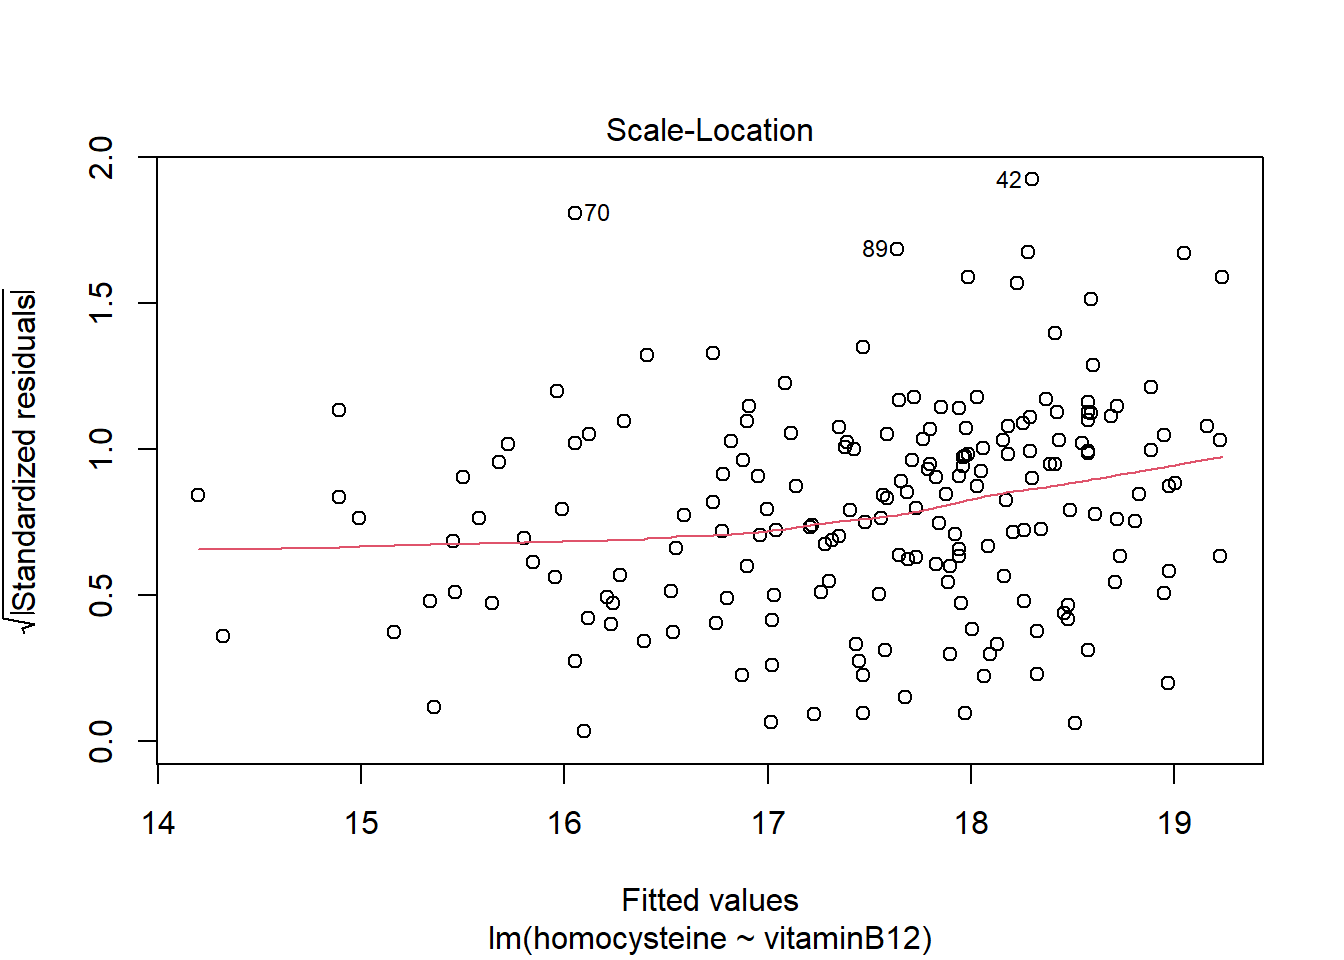 Scale-Location
2.0
1.5
1.0
0.5
0.0
√|Standardized residuals|
42
70
89
14 15 16 17 18 19
Fitted values
lm(homocysteine ~ vitaminB12)